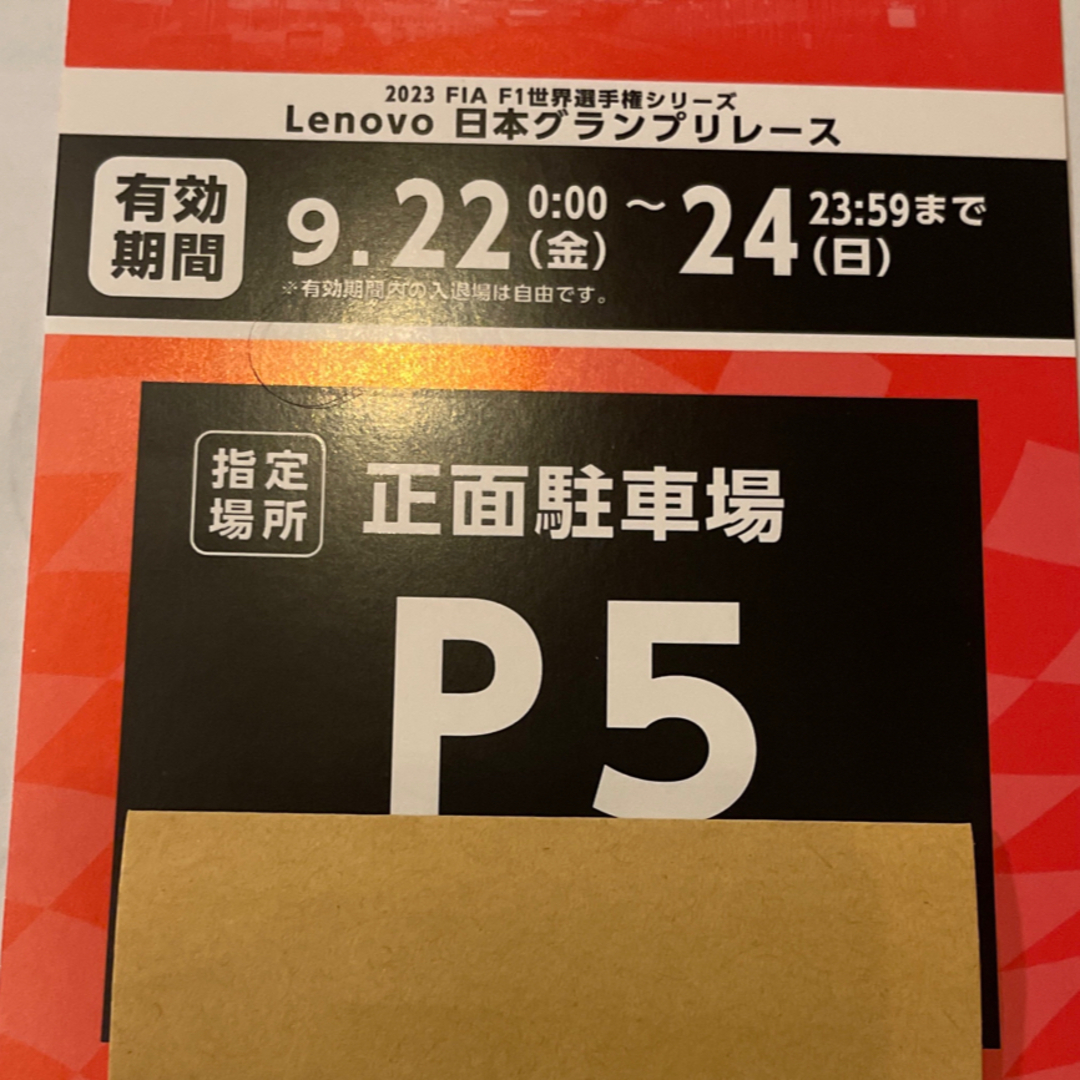 2023 FIA F1世界選手権シリーズ
Lenovo 日本グランプリレース
有効
期間
9.22 0:00 (金) ~ 24 23:59まで (日)
※有効期間内の入退場は自由です。
指定
場所
正面駐車場
P5